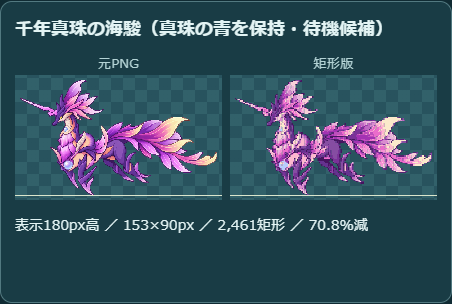 千年真珠の海駿（真珠の青を保持・待機候補）
元PNG
矩形版
表示180px高 ／ 153×90px ／ 2,461矩形 ／ 70.8%減